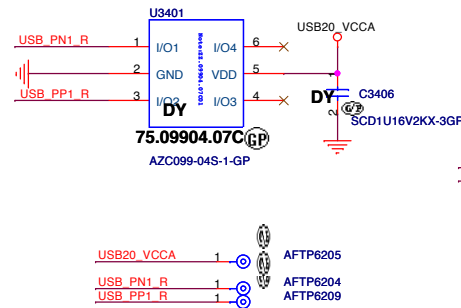 U3401
USB20_VCCA
USB_PN1_R 1 I/O1 I/O4 6
2 GND VDD 5
USB_PP1_R 3 I/O2 I/O3 4
DY
DY C3406
2
SCD1U16V2KX-3GP
75.09904.07C GP
AZC099-04S-1-GP
USB20_VCCA 1 AFTP6205
USB_PN1_R 1 AFTP6204
USB_PP1_R 1 AFTP6209